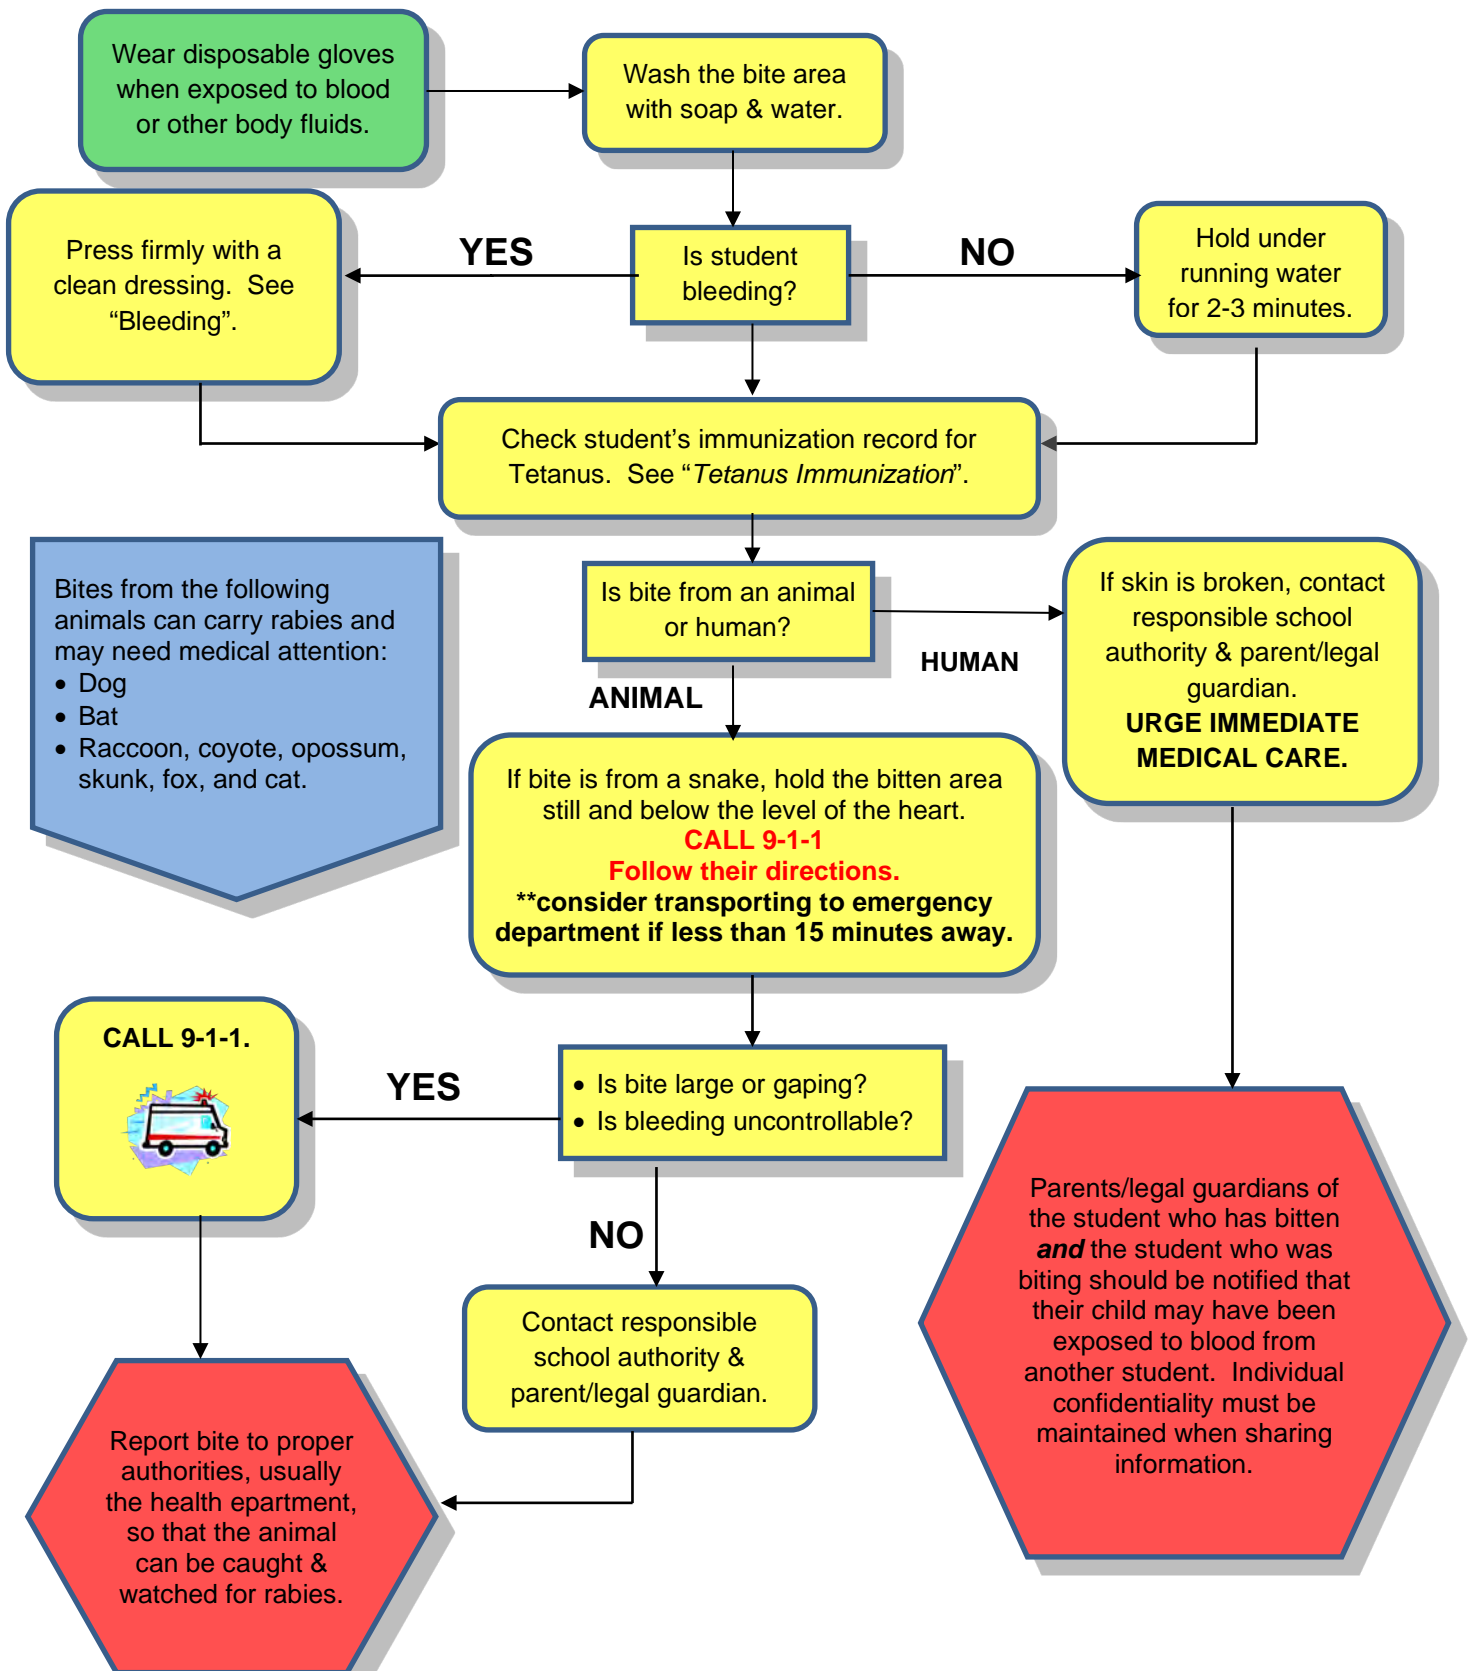 Wear disposable gloves
when exposed to blood
or other body fluids.
Wash the bite area
with soap & water.
Press firmly with a
clean dressing.  See
“Bleeding”.
YES
Is student
bleeding?
NO
Hold under
running water
for 2-3 minutes.
Check student’s immunization record for
Tetanus.  See “Tetanus Immunization”.
Bites from the following
animals can carry rabies and
may need medical attention:
• Dog
• Bat
• Raccoon, coyote, opossum,
skunk, fox, and cat.
Is bite from an animal
or human?
HUMAN
ANIMAL
If skin is broken, contact
responsible school
authority & parent/legal
guardian.
URGE IMMEDIATE
MEDICAL CARE.
If bite is from a snake, hold the bitten area
still and below the level of the heart.
CALL 9-1-1
Follow their directions.
**consider transporting to emergency
department if less than 15 minutes away.
CALL 9-1-1.
YES
• Is bite large or gaping?
• Is bleeding uncontrollable?
NO
Contact responsible
school authority &
parent/legal guardian.
Parents/legal guardians of
the student who has bitten
and the student who was
biting should be notified that
their child may have been
exposed to blood from
another student.  Individual
confidentiality must be
maintained when sharing
information.
Report bite to proper
authorities, usually
the health epartment,
so that the animal
can be caught &
watched for rabies.